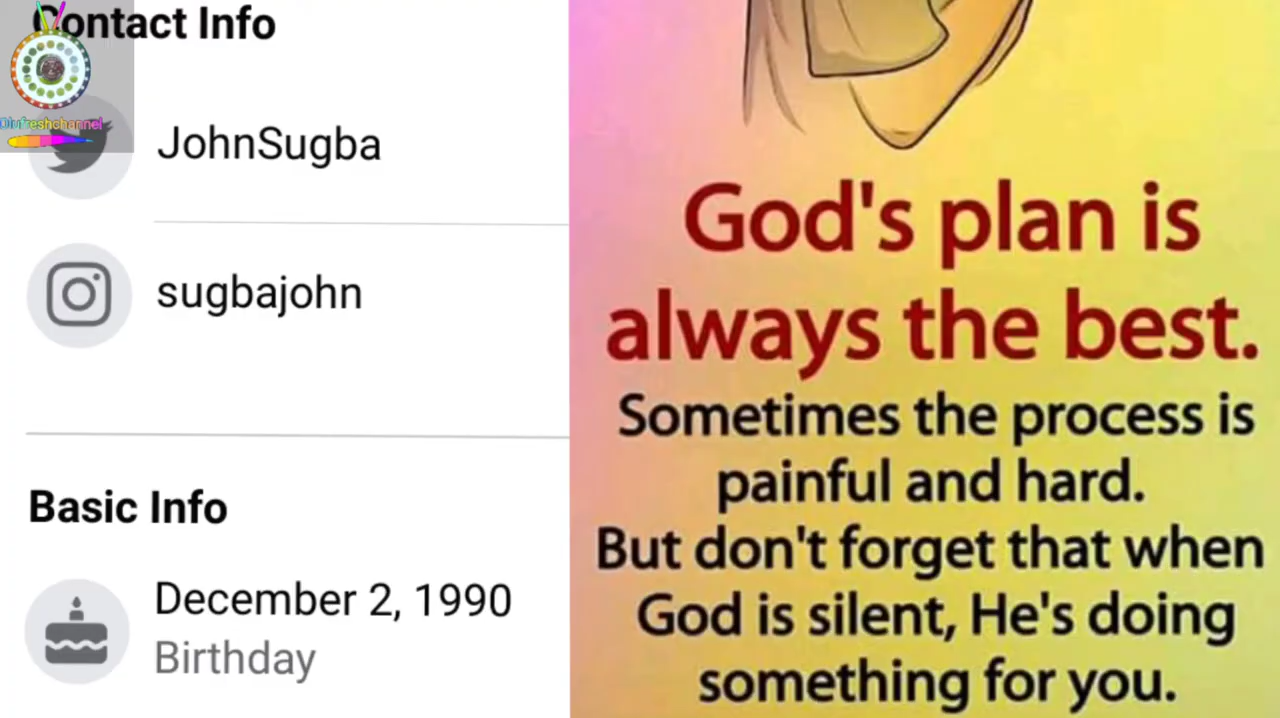 Contact Info
Diufreshchannel
JohnSugba
sugbajohn
Basic Info
December 2, 1990
Birthday
God's plan is
always the best.
Sometimes the process is
painful and hard.
But don't forget that when
God is silent, He's doing
something for you.